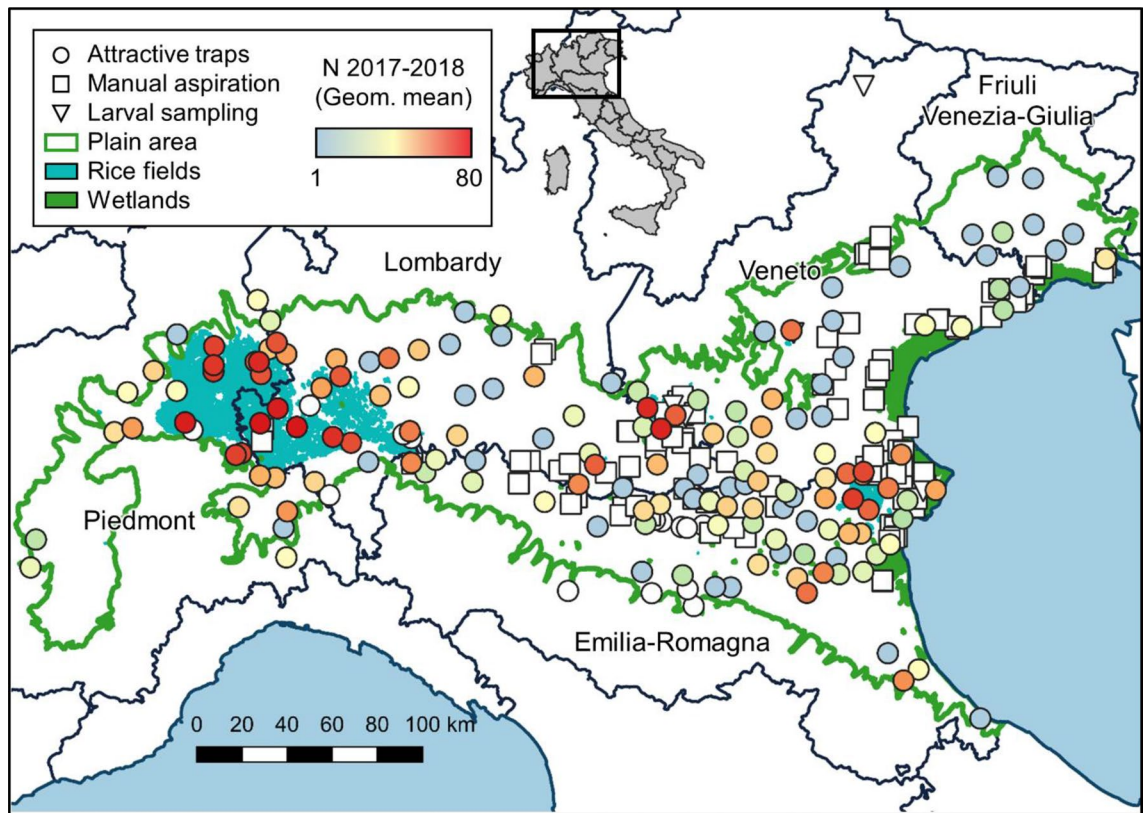 Attractive traps
Manual aspiration
Larval sampling
Plain area
Rice fields
Wetlands
N 2017-2018
(Geom. mean)
1 80
Friuli
Venezia-Giulia
Lombardy
Veneto
Piedmont
Emilia-Romagna
0 20 40 60 80 100 km